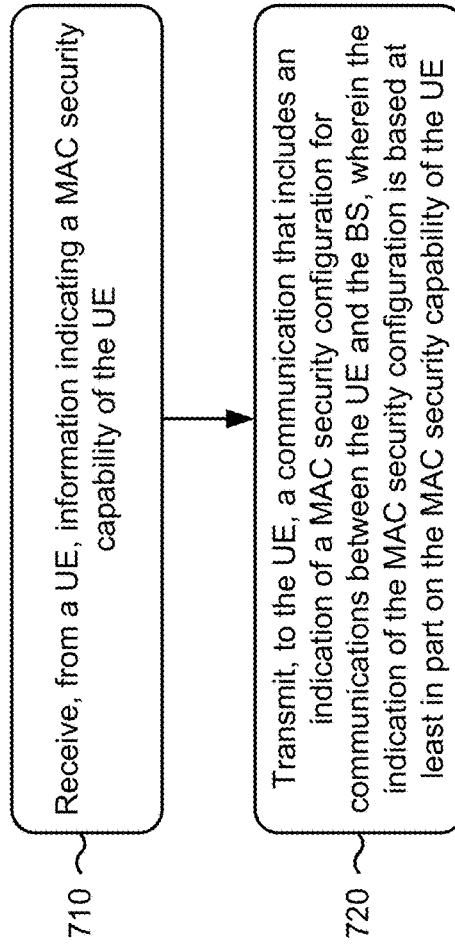 710
Receive, from a UE, information indicating a MAC security
capability of the UE
720
Transmit, to the UE, a communication that includes an
indication of a MAC security configuration for
communications between the UE and the BS, wherein the
indication of the MAC security configuration is based at
least in part on the MAC security capability of the UE